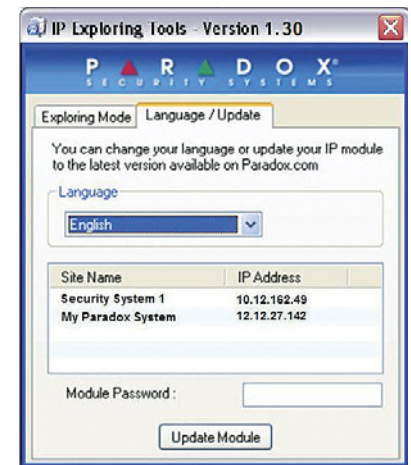 IP Exploring Tools - Version 1.30
PARADOX
SECURITY SYSTEMS
Exploring Mode Language / Update
You can change your language or update your IP module
to the latest version available on Paradox.com
Language
English
Site Name IP Address
Security System 1 10.12.162.49
My Paradox System 12.12.27.142
Module Password :
Update Module